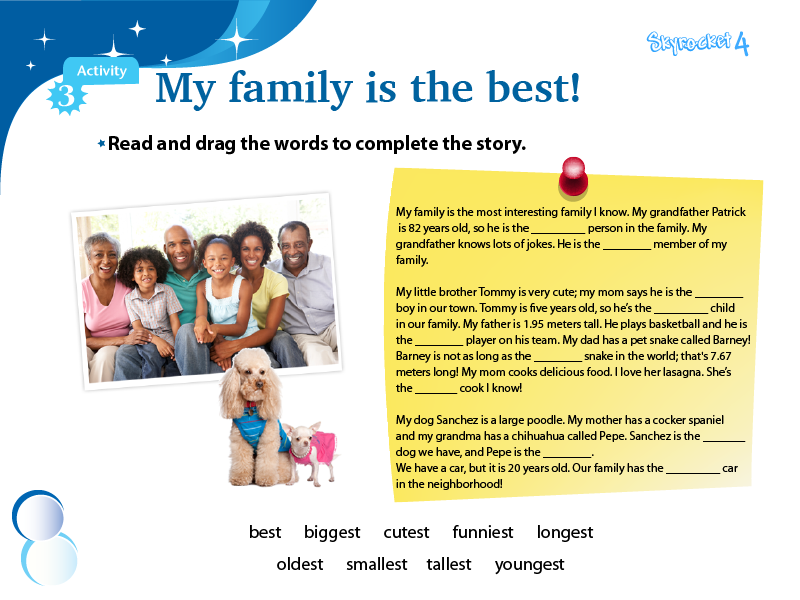 Skyrocket 4
Activity
3
My family is the best!
Read and drag the words to complete the story.
My family is the most interesting family I know. My grandfather Patrick
is 82 years old, so he is the _________ person in the family. My
grandfather knows lots of jokes. He is the ________ member of my
family.
My little brother Tommy is very cute; my mom says he is the ________
boy in our town. Tommy is five years old, so he’s the _________ child
in our family. My father is 1.95 meters tall. He plays basketball and he is
the ________ player on his team. My dad has a pet snake called Barney!
Barney is not as long as the ________ snake in the world; that's 7.67
meters long! My mom cooks delicious food. I love her lasagna. She’s
the _______ cook I know!
My dog Sanchez is a large poodle. My mother has a cocker spaniel
and my grandma has a chihuahua called Pepe. Sanchez is the _______
dog we have, and Pepe is the ________.
We have a car, but it is 20 years old. Our family has the _________ car
in the neighborhood!
best biggest cutest funniest longest
oldest smallest tallest youngest